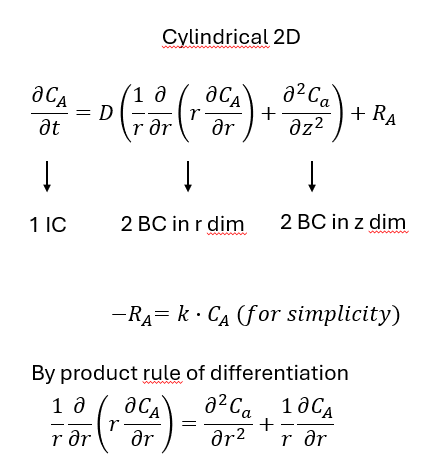 Cylindrical 2D
∂C_A/∂t = D(1/r ∂/∂r(r ∂C_A/∂r) + ∂²C_a/∂z²) + R_A
1 IC 2 BC in r dim 2 BC in z dim
−R_A= k · C_A (for simplicity)
By product rule of differentiation
1/r ∂/∂r(r ∂C_A/∂r) = ∂²C_a/∂r² + 1/r ∂C_A/∂r